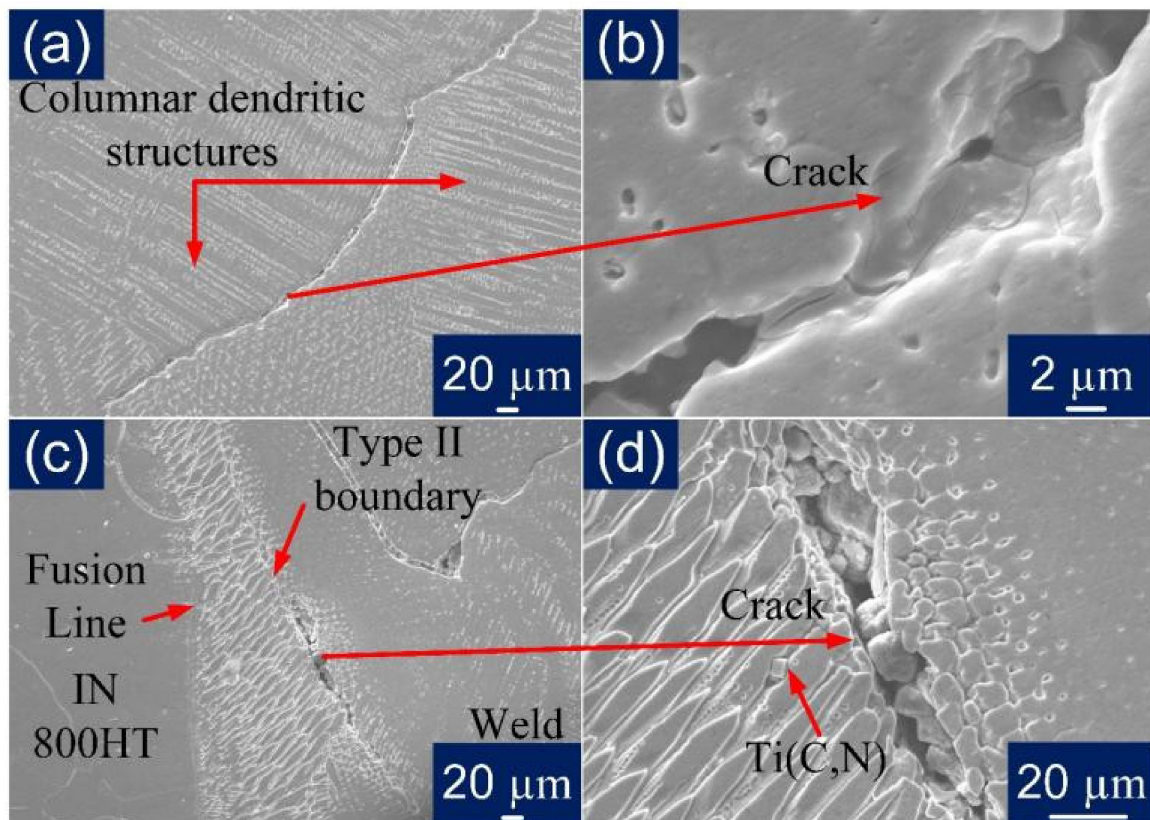 (a)
Columnar dendritic
structures
20 μm
(b)
Crack
2 μm
(c)
Type II
boundary
Fusion
Line
IN
800HT
Weld
20 μm
(d)
Crack
Ti(C,N)
20 μm